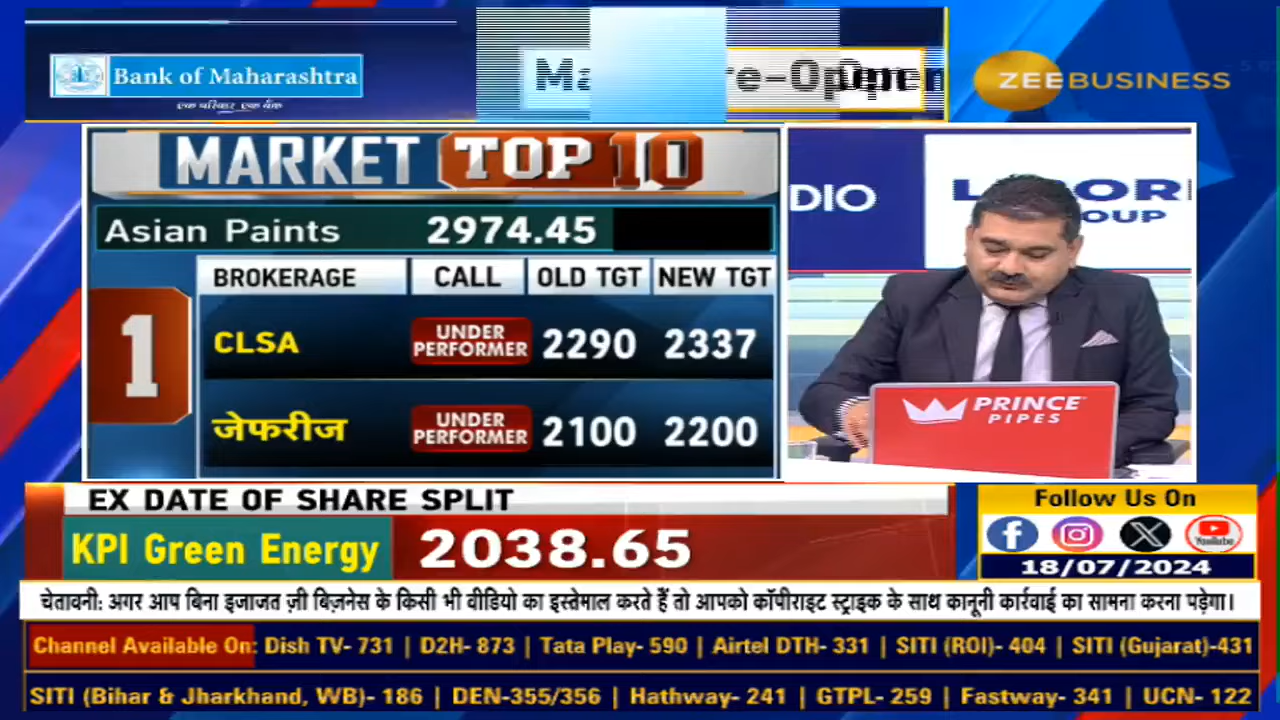 Bank of Maharashtra
एक परिवार एक बैंक
ZEE BUSINESS
MARKET TOP 10
Asian Paints 2974.45
BROKERAGE CALL OLD TGT NEW TGT
1
CLSA UNDER PERFORMER 2290 2337
जेफरीज UNDER PERFORMER 2100 2200
DIO
GROUP
PRINCE
PIPES
EX DATE OF SHARE SPLIT
KPI Green Energy 2038.65
Follow Us On
YouTube
18/07/2024
चेतावनी: अगर आप बिना इजाजत ज़ी बिज़नेस के किसी भी वीडियो का इस्तेमाल करते हैं तो आपको कॉपीराइट स्ट्राइक के साथ कानूनी कार्रवाई का सामना करना पड़ेगा।
Channel Available On: Dish TV- 731 | D2H- 873 | Tata Play- 590 | Airtel DTH- 331 | SITI (ROI)- 404 | SITI (Gujarat)-431
SITI (Bihar & Jharkhand, WB)- 186 | DEN-355/356 | Hathway- 241 | GTPL- 259 | Fastway- 341 | UCN- 122